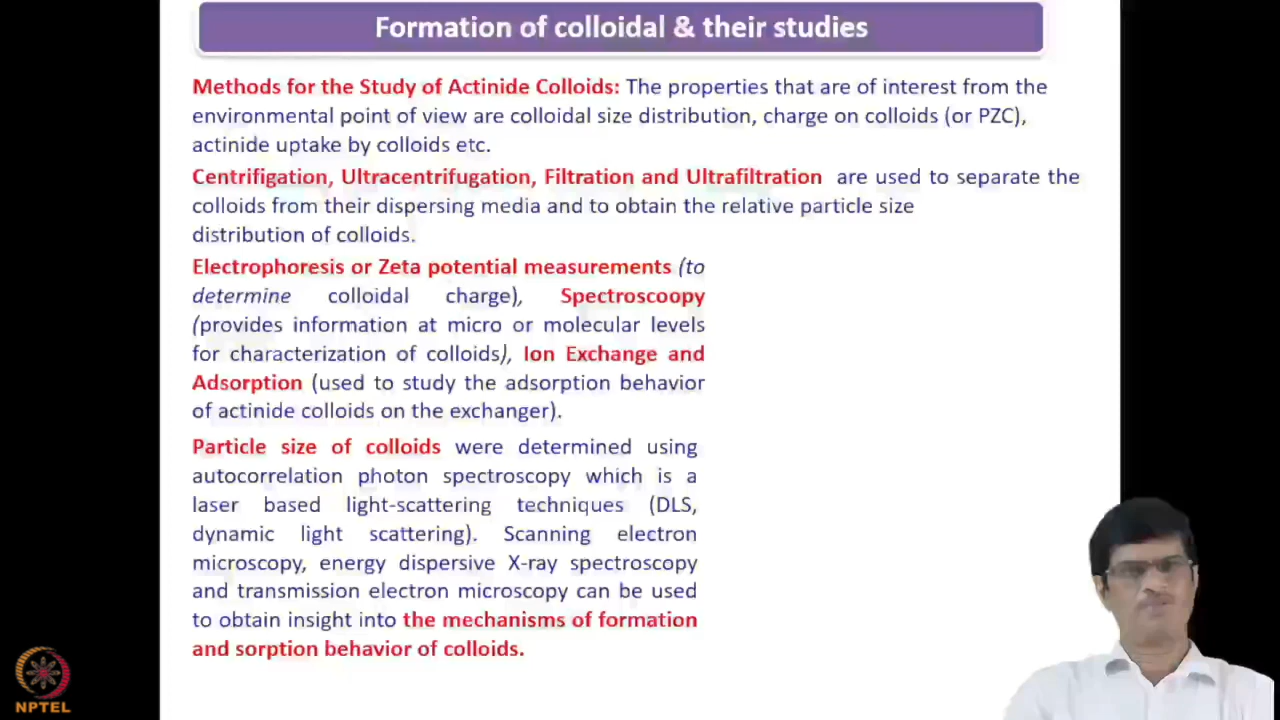 Formation of colloidal & their studies
Methods for the Study of Actinide Colloids: The properties that are of interest from the
environmental point of view are colloidal size distribution, charge on colloids (or PZC),
actinide uptake by colloids etc.
Centrifigation, Ultracentrifugation, Filtration and Ultrafiltration are used to separate the
colloids from their dispersing media and to obtain the relative particle size
distribution of colloids.
Electrophoresis or Zeta potential measurements (to
determine colloidal charge), Spectroscoopy
(provides information at micro or molecular levels
for characterization of colloids), Ion Exchange and
Adsorption (used to study the adsorption behavior
of actinide colloids on the exchanger).
Particle size of colloids were determined using
autocorrelation photon spectroscopy which is a
laser based light-scattering techniques (DLS,
dynamic light scattering). Scanning electron
microscopy, energy dispersive X-ray spectroscopy
and transmission electron microscopy can be used
to obtain insight into the mechanisms of formation
and sorption behavior of colloids.
NPTEL